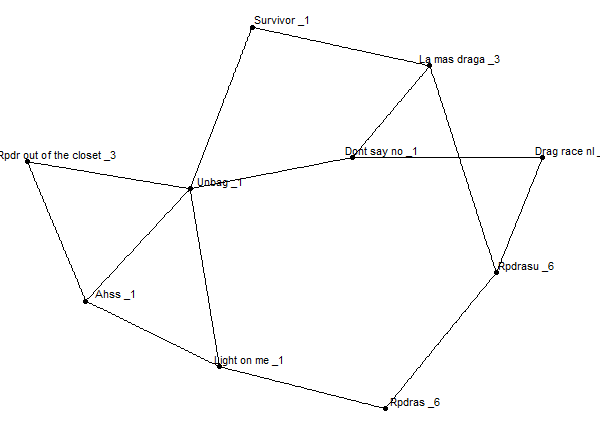 Survivor _1
La mas draga _3
Rpdr out of the closet _3
Dont say no _1
Drag race nl _
Unbag _1
Rpdrasu _6
Ahss _1
Light on me _1
Rpdras _6